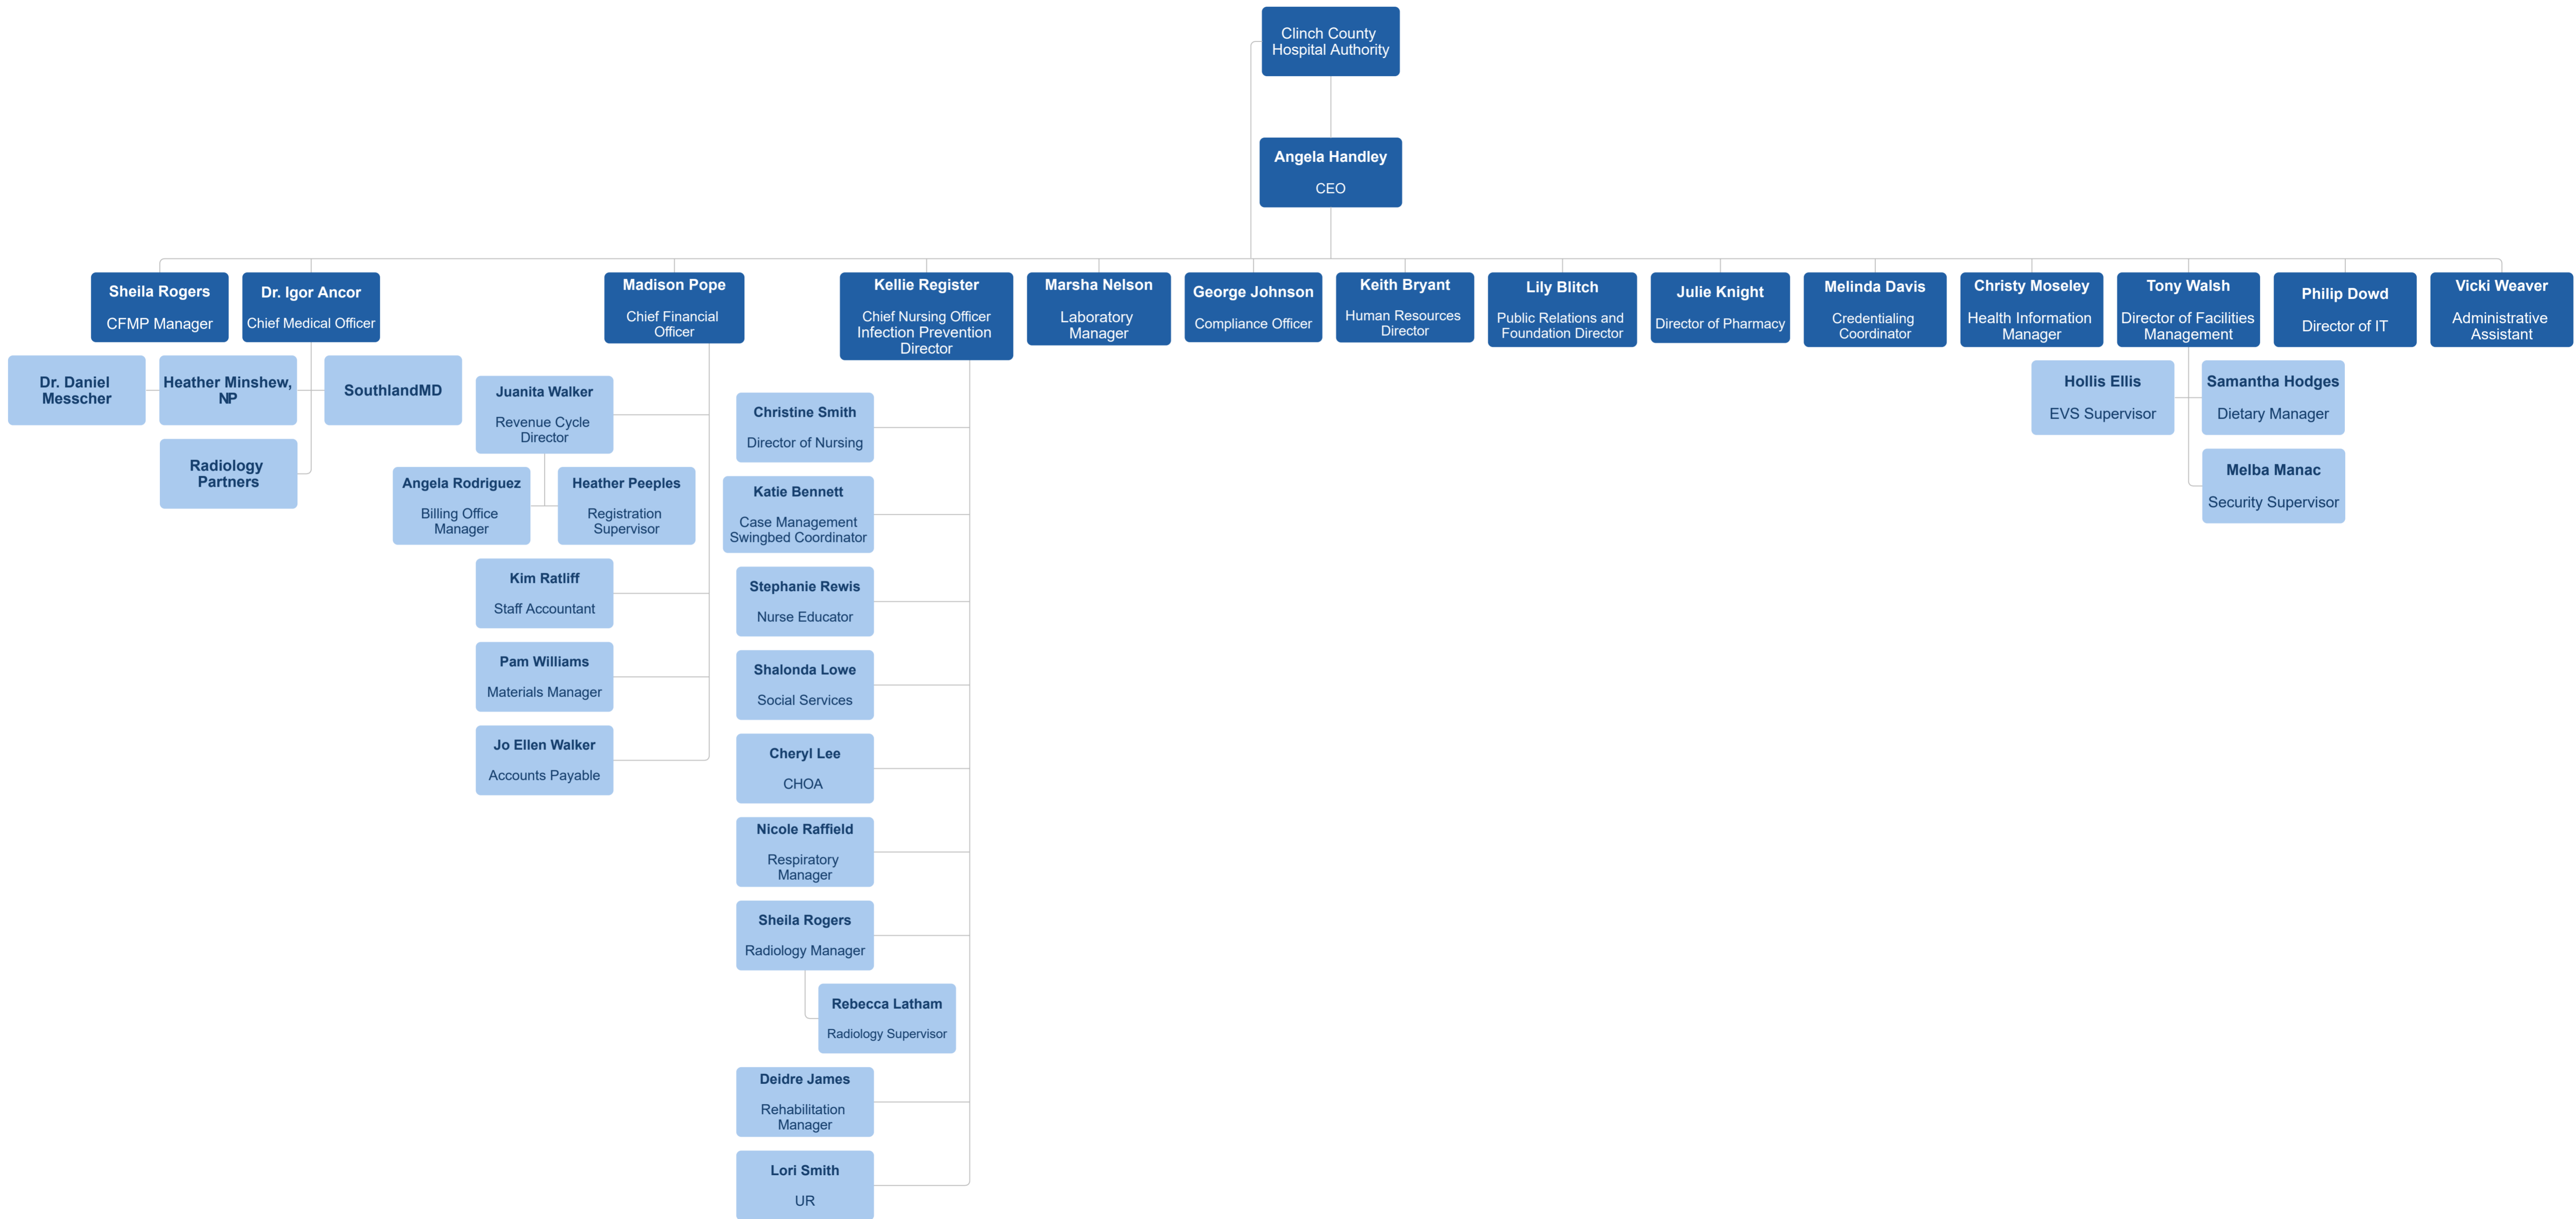 Clinch County
Hospital Authority
Angela Handley
CEO
Sheila Rogers
CFMP Manager
Dr. Igor Ancor
Chief Medical Officer
Madison Pope
Chief Financial
Officer
Kellie Register
Chief Nursing Officer
Infection Prevention
Director
Marsha Nelson
Laboratory
Manager
George Johnson
Compliance Officer
Keith Bryant
Human Resources
Director
Lily Blitch
Public Relations and
Foundation Director
Julie Knight
Director of Pharmacy
Melinda Davis
Credentialing
Coordinator
Christy Moseley
Health Information
Manager
Tony Walsh
Director of Facilities
Management
Philip Dowd
Director of IT
Vicki Weaver
Administrative
Assistant
Dr. Daniel
Messcher
Heather Minshew,
NP
SouthlandMD
Radiology
Partners
Juanita Walker
Revenue Cycle
Director
Angela Rodriguez
Billing Office
Manager
Heather Peeples
Registration
Supervisor
Kim Ratliff
Staff Accountant
Pam Williams
Materials Manager
Jo Ellen Walker
Accounts Payable
Christine Smith
Director of Nursing
Katie Bennett
Case Management
Swingbed Coordinator
Stephanie Rewis
Nurse Educator
Shalonda Lowe
Social Services
Cheryl Lee
CHOA
Nicole Raffield
Respiratory
Manager
Sheila Rogers
Radiology Manager
Rebecca Latham
Radiology Supervisor
Deidre James
Rehabilitation
Manager
Lori Smith
UR
Hollis Ellis
EVS Supervisor
Samantha Hodges
Dietary Manager
Melba Manac
Security Supervisor